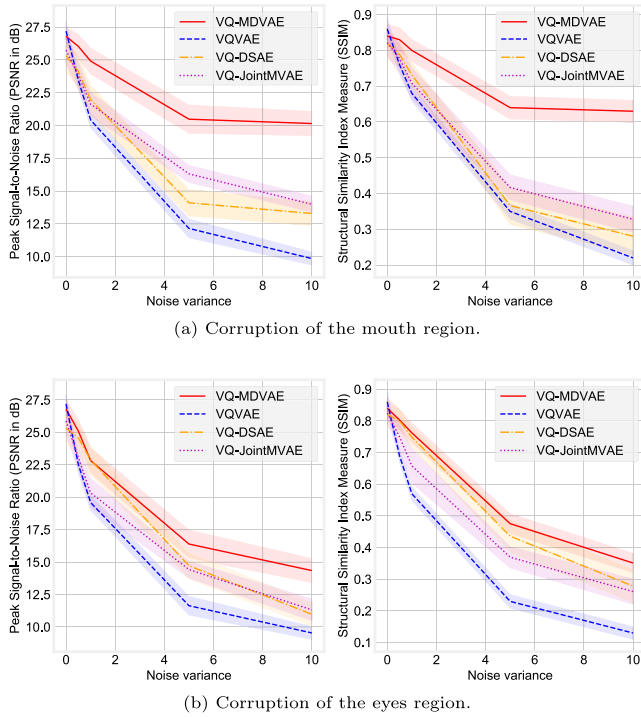 Peak Signal-to-Noise Ratio (PSNR in dB)
27.5
25.0
22.5
20.0
17.5
15.0
12.5
10.0
0 2 4 6 8 10
Noise variance
VQ-MDVAE
VQVAE
VQ-DSAE
VQ-JointMVAE
Structural Similarity Index Measure (SSIM)
0.9
0.8
0.7
0.6
0.5
0.4
0.3
0.2
0 2 4 6 8 10
Noise variance
VQ-MDVAE
VQVAE
VQ-DSAE
VQ-JointMVAE
(a) Corruption of the mouth region.
Peak Signal-to-Noise Ratio (PSNR in dB)
27.5
25.0
22.5
20.0
17.5
15.0
12.5
10.0
0 2 4 6 8 10
Noise variance
VQ-MDVAE
VQVAE
VQ-DSAE
VQ-JointMVAE
Structural Similarity Index Measure (SSIM)
0.9
0.8
0.7
0.6
0.5
0.4
0.3
0.2
0.1
0 2 4 6 8 10
Noise variance
VQ-MDVAE
VQVAE
VQ-DSAE
VQ-JointMVAE
(b) Corruption of the eyes region.